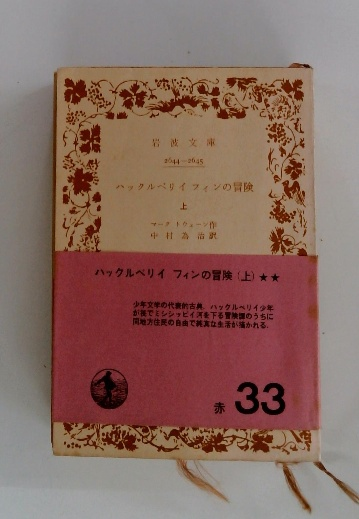 岩波文庫
2644—2645
ハックルベリイ フィンの冒険
上
マーク トウェーン作
中村為治訳
ハックルベリイ フィンの冒険(上)★★
少年文学の代表的古典。ハックルベリイ少年
が筏でミシシッピイ河を下る冒険譚のうちに
同地方住民の自由で純真な生活が描かれる。
赤 33